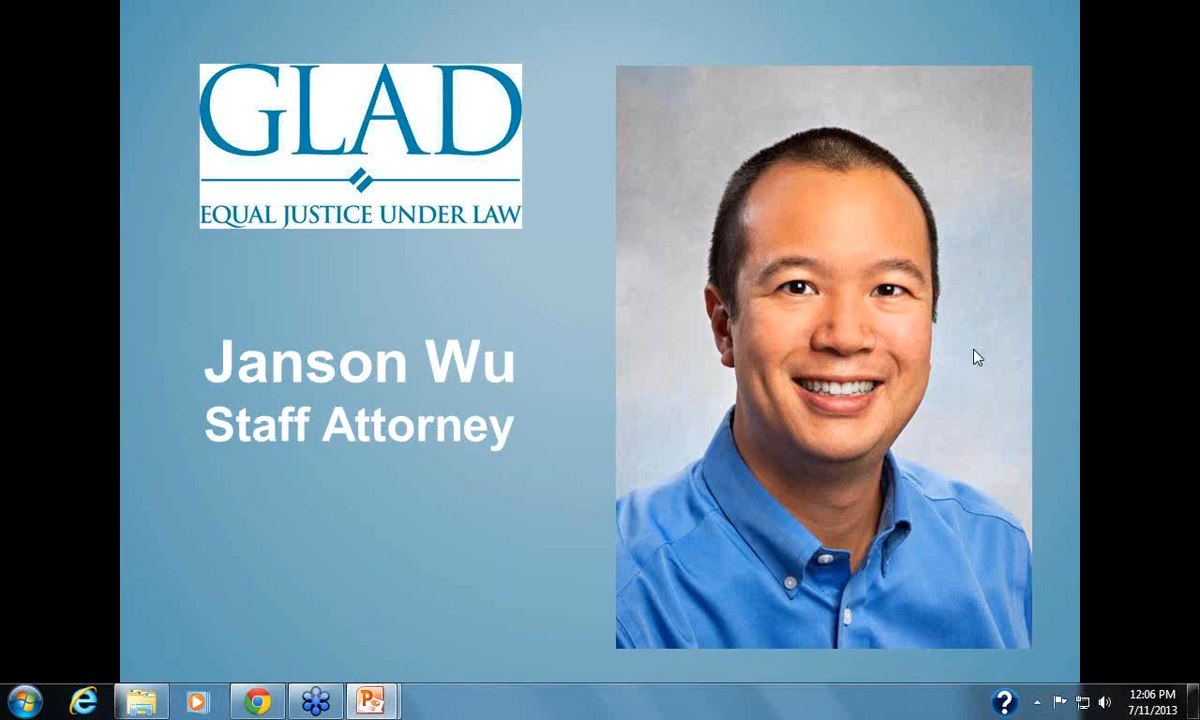 GLAD
EQUAL JUSTICE UNDER LAW
Janson Wu
Staff Attorney
12:06 PM
7/11/2013